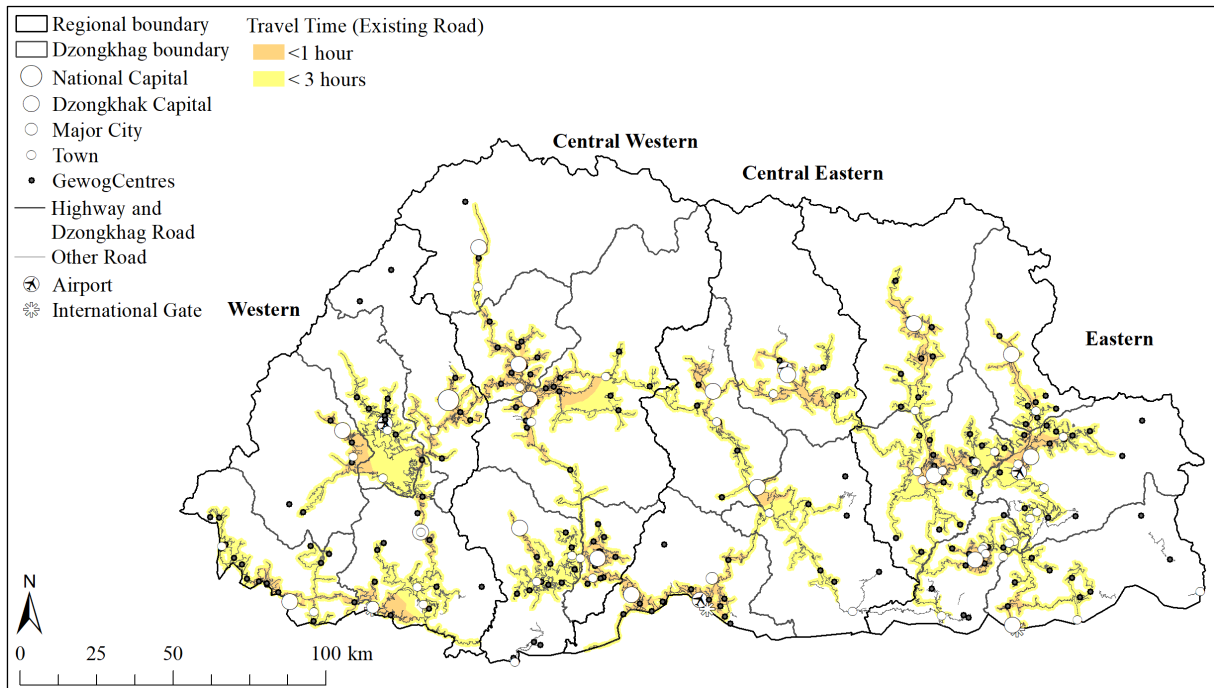 Regional boundary
Dzongkhag boundary
National Capital
Dzongkhak Capital
Major City
Town
GewogCentres
Highway and
Dzongkhag Road
Other Road
Airport
International Gate
Travel Time (Existing Road)
<1 hour
< 3 hours
Central Western
Central Eastern
Western
Eastern
N
0 25 50 100 km